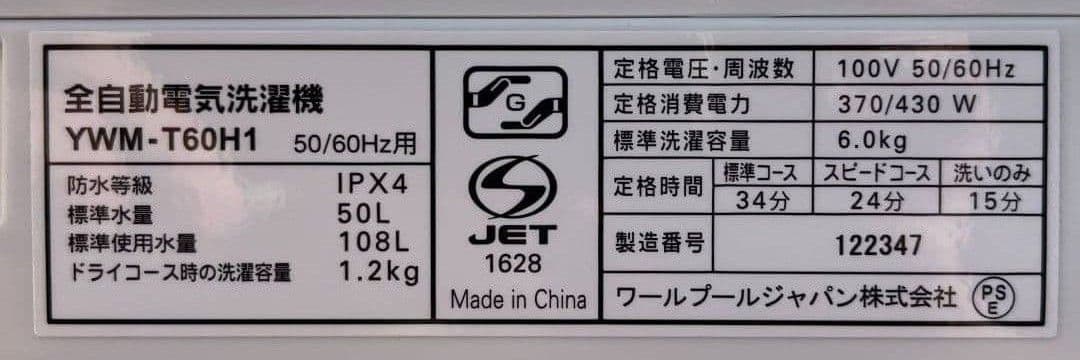 全自動電気洗濯機
YWM-T60H1 50/60Hz用
防水等級 IPX4
標準水量 50L
標準使用水量 108L
ドライコース時の洗濯容量 1.2kg
G
JET
1628
Made in China
定格電圧・周波数 100V 50/60Hz
定格消費電力 370/430 W
標準洗濯容量 6.0kg
定格時間 標準コース スピードコース 洗いのみ
34分 24分 15分
製造番号 122347
ワールプールジャパン株式会社 PSE